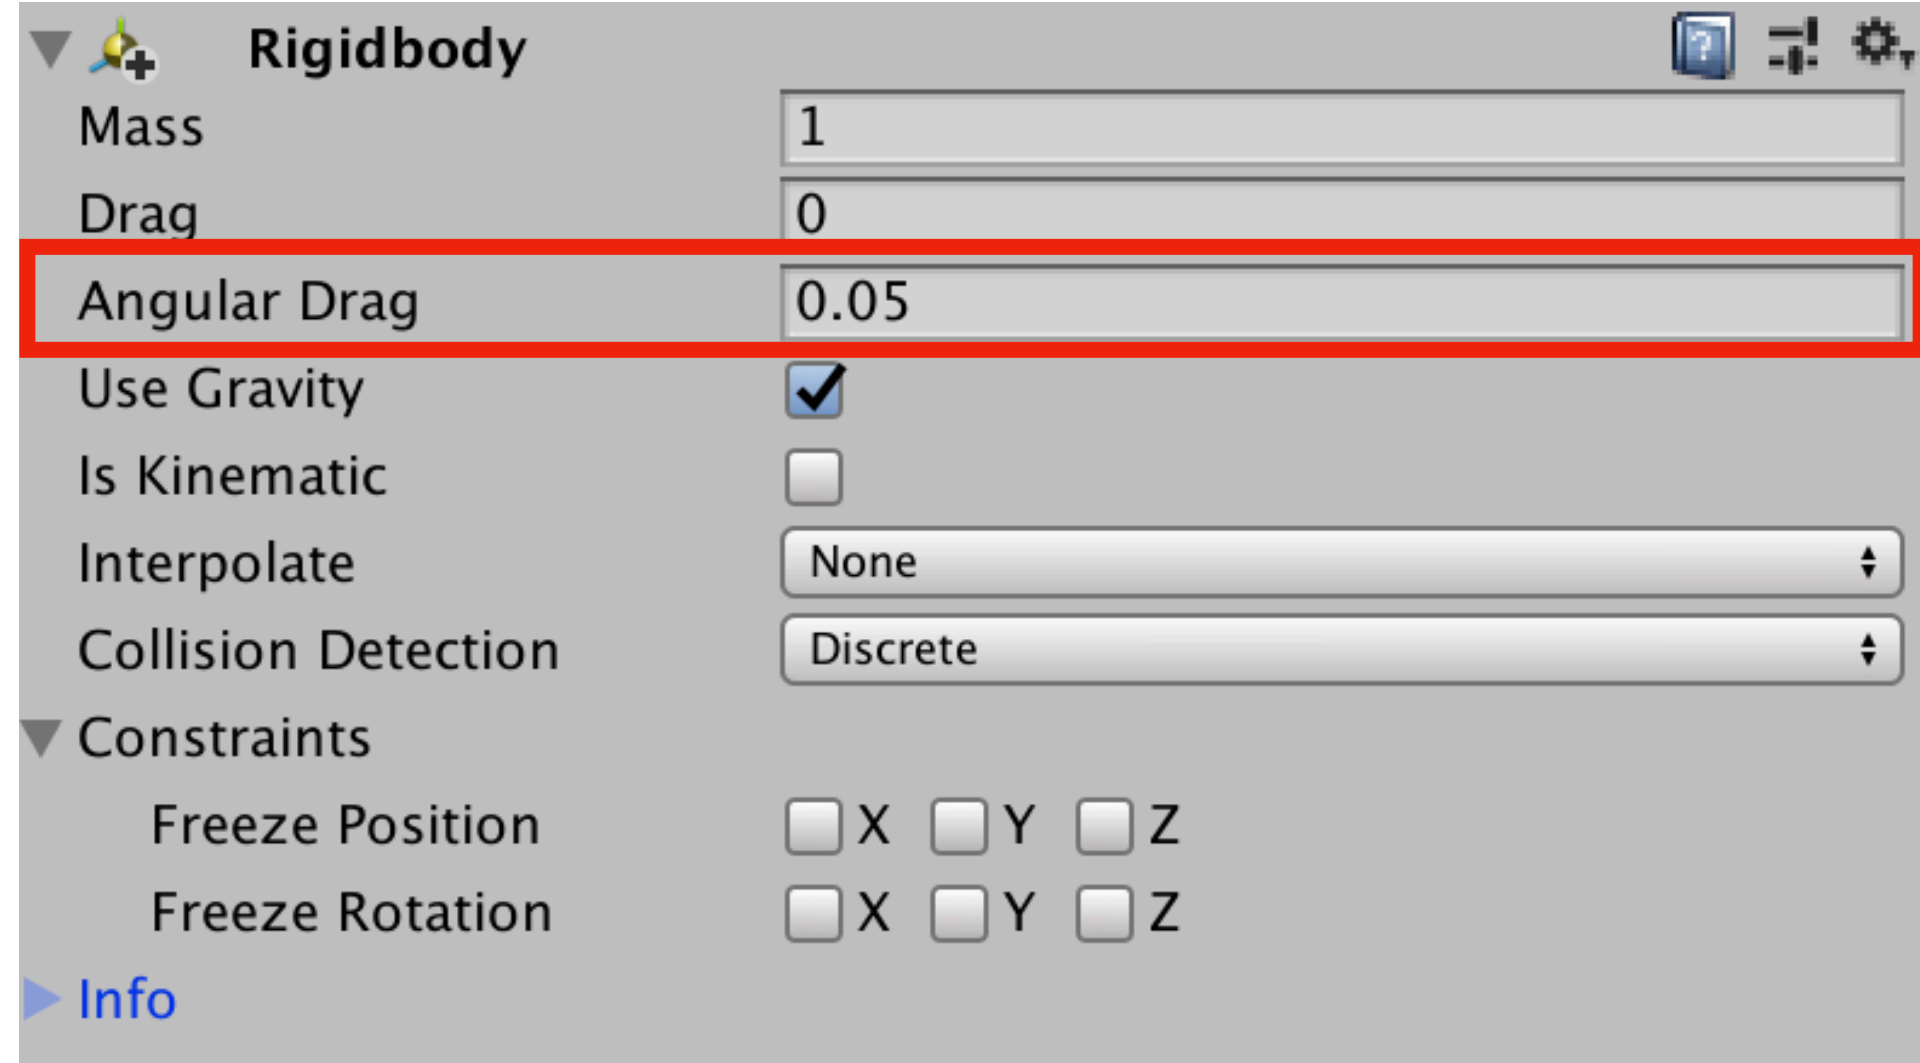 Rigidbody
Mass 1
Drag 0
Angular Drag 0.05
Use Gravity
Is Kinematic
Interpolate None
Collision Detection Discrete
Constraints
Freeze Position X Y Z
Freeze Rotation X Y Z
Info